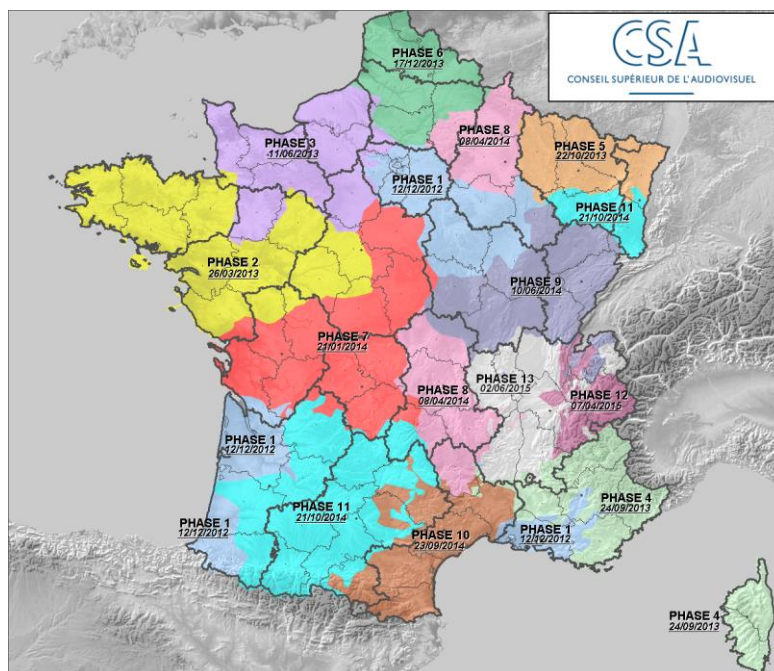 CSA
CONSEIL SUPÉRIEUR DE L'AUDIOVISUEL
PHASE 6
17/12/2013
PHASE 3
11/06/2013
PHASE 8
08/04/2014
PHASE 5
22/10/2013
PHASE 1
12/12/2012
PHASE 11
21/10/2014
PHASE 2
26/03/2013
PHASE 9
10/06/2014
PHASE 7
21/01/2014
PHASE 8
08/04/2014
PHASE 13
02/06/2015
PHASE 12
07/04/2015
PHASE 1
12/12/2012
PHASE 11
21/10/2014
PHASE 4
24/09/2013
PHASE 1
12/12/2012
PHASE 10
23/09/2014
PHASE 1
12/12/2012
PHASE 4
24/09/2013